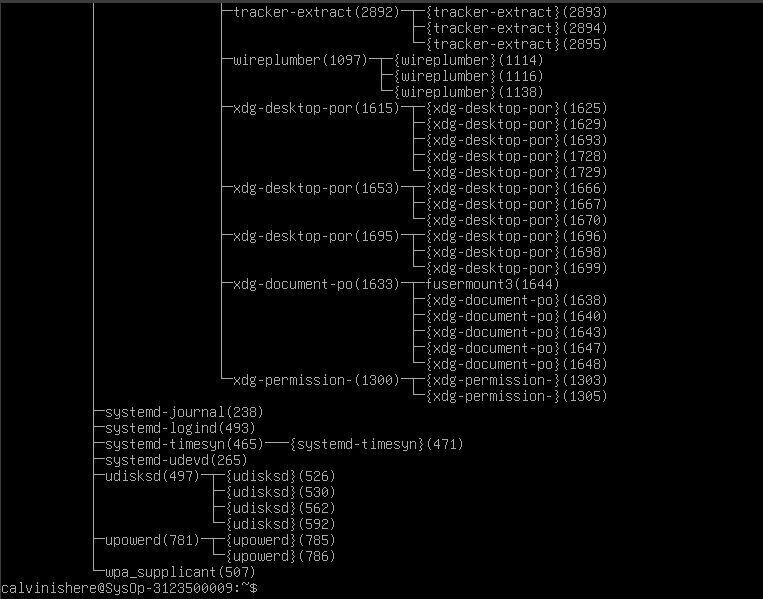 ├─tracker-extract(2892)─┬─{tracker-extract}(2893)
├─{tracker-extract}(2894)
└─{tracker-extract}(2895)
├─wireplumber(1097)─┬─{wireplumber}(1114)
├─{wireplumber}(1116)
└─{wireplumber}(1138)
├─xdg-desktop-por(1615)─┬─{xdg-desktop-por}(1625)
├─{xdg-desktop-por}(1629)
├─{xdg-desktop-por}(1693)
├─{xdg-desktop-por}(1728)
└─{xdg-desktop-por}(1729)
├─xdg-desktop-por(1653)─┬─{xdg-desktop-por}(1666)
├─{xdg-desktop-por}(1667)
└─{xdg-desktop-por}(1670)
├─xdg-desktop-por(1695)─┬─{xdg-desktop-por}(1696)
├─{xdg-desktop-por}(1698)
└─{xdg-desktop-por}(1699)
├─xdg-document-po(1633)─┬─fusermount3(1644)
├─{xdg-document-po}(1638)
├─{xdg-document-po}(1640)
├─{xdg-document-po}(1643)
├─{xdg-document-po}(1647)
└─{xdg-document-po}(1648)
└─xdg-permission-(1300)─┬─{xdg-permission-}(1303)
└─{xdg-permission-}(1305)
├─systemd-journal(238)
├─systemd-logind(493)
├─systemd-timesyn(465)───{systemd-timesyn}(471)
├─systemd-udevd(265)
├─udisksd(497)─┬─{udisksd}(526)
├─{udisksd}(530)
├─{udisksd}(562)
└─{udisksd}(592)
├─upowerd(781)─┬─{upowerd}(785)
└─{upowerd}(786)
└─wpa_supplicant(507)
calvinishere@SysOp-3123500009:~$